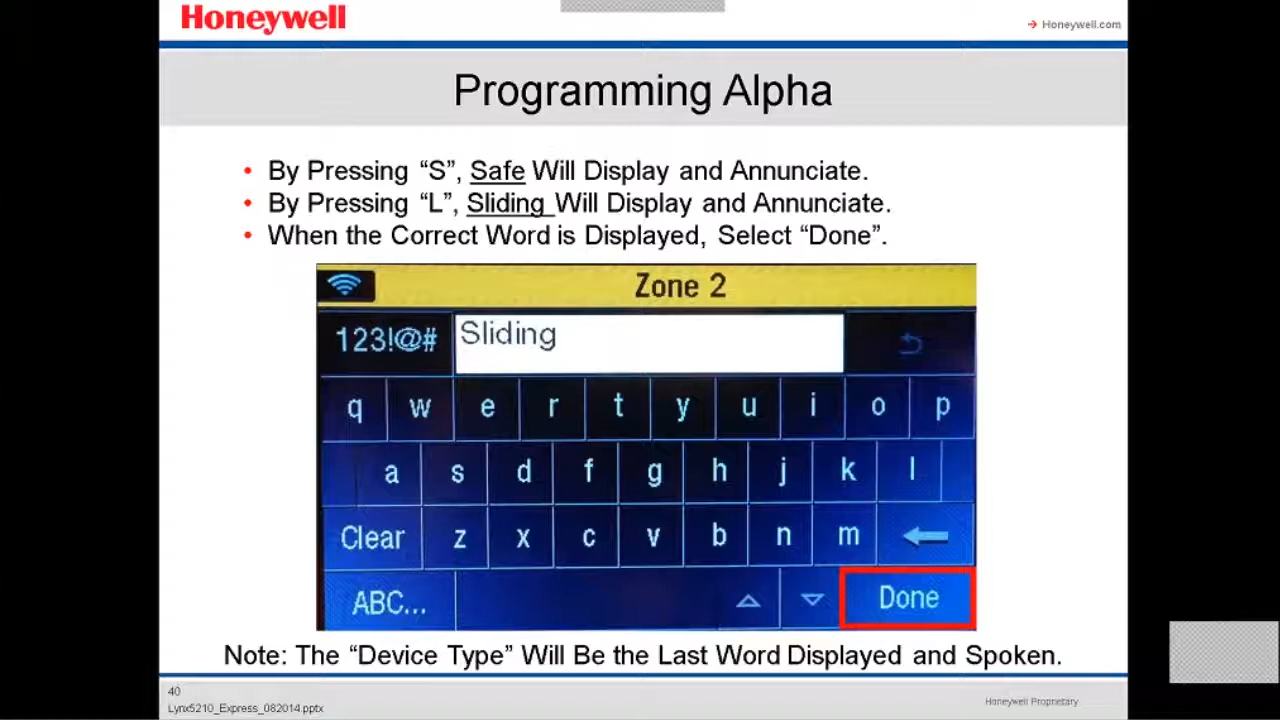 Honeywell
→ Honeywell.com
Programming Alpha
• By Pressing “S”, Safe Will Display and Annunciate.
• By Pressing “L”, Sliding Will Display and Annunciate.
• When the Correct Word is Displayed, Select “Done”.
Zone 2
123!@# Sliding
q w e r t y u i o p
a s d f g h j k l
Clear z x c v b n m
ABC... Done
Note: The “Device Type” Will Be the Last Word Displayed and Spoken.
40
Lynx5210_Express_082014.pptx
Honeywell Proprietary